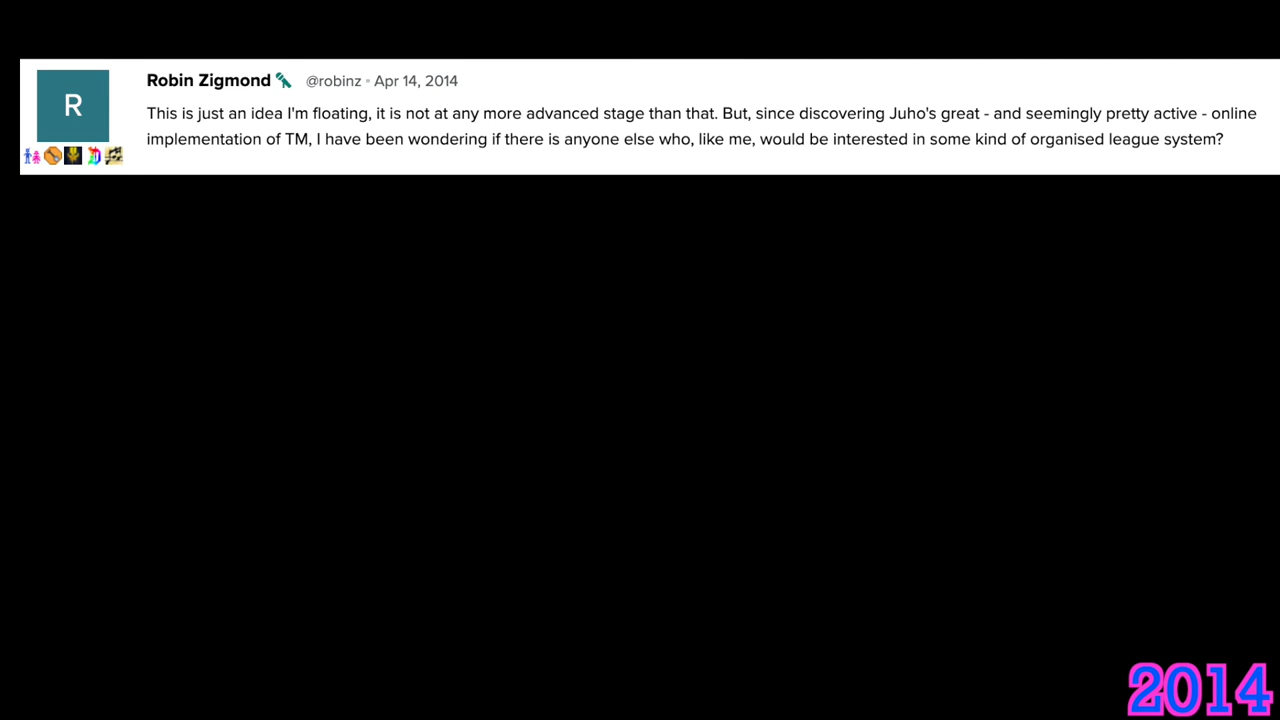 R
Robin Zigmond @robinz • Apr 14, 2014
This is just an idea I'm floating, it is not at any more advanced stage than that. But, since discovering Juho's great - and seemingly pretty active - online
implementation of TM, I have been wondering if there is anyone else who, like me, would be interested in some kind of organised league system?
2014